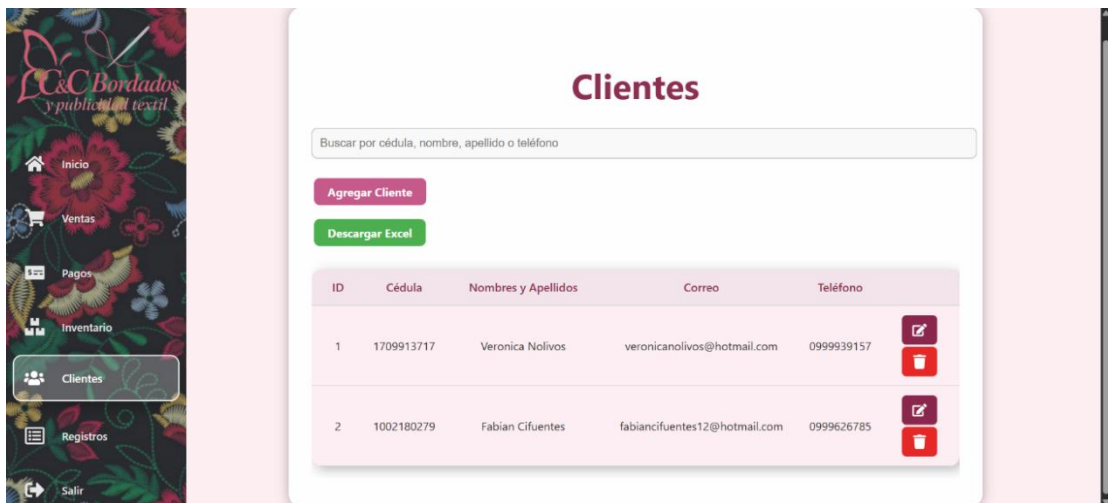 C&C Bordados
y publicidad textil
Inicio
Ventas
Pagos
Inventario
Clientes
Registros
Salir
Clientes
Buscar por cédula, nombre, apellido o teléfono
Agregar Cliente
Descargar Excel
ID Cédula Nombres y Apellidos Correo Teléfono
1 1709913717 Veronica Nolivos veronicanolivos@hotmail.com 0999939157
2 1002180279 Fabian Cifuentes fabiancifuentes12@hotmail.com 0999626785